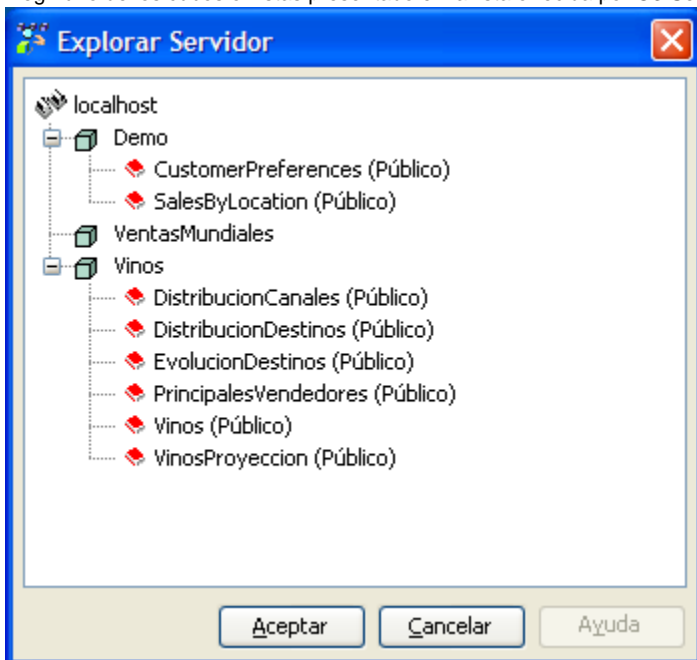 Explorar Servidor
localhost
Demo
CustomerPreferences (Público)
SalesByLocation (Público)
VentasMundiales
Vinos
DistribucionCanales (Público)
DistribucionDestinos (Público)
EvolucionDestinos (Público)
PrincipalesVendedores (Público)
Vinos (Público)
VinosProyeccion (Público)
Aceptar Cancelar Ayuda